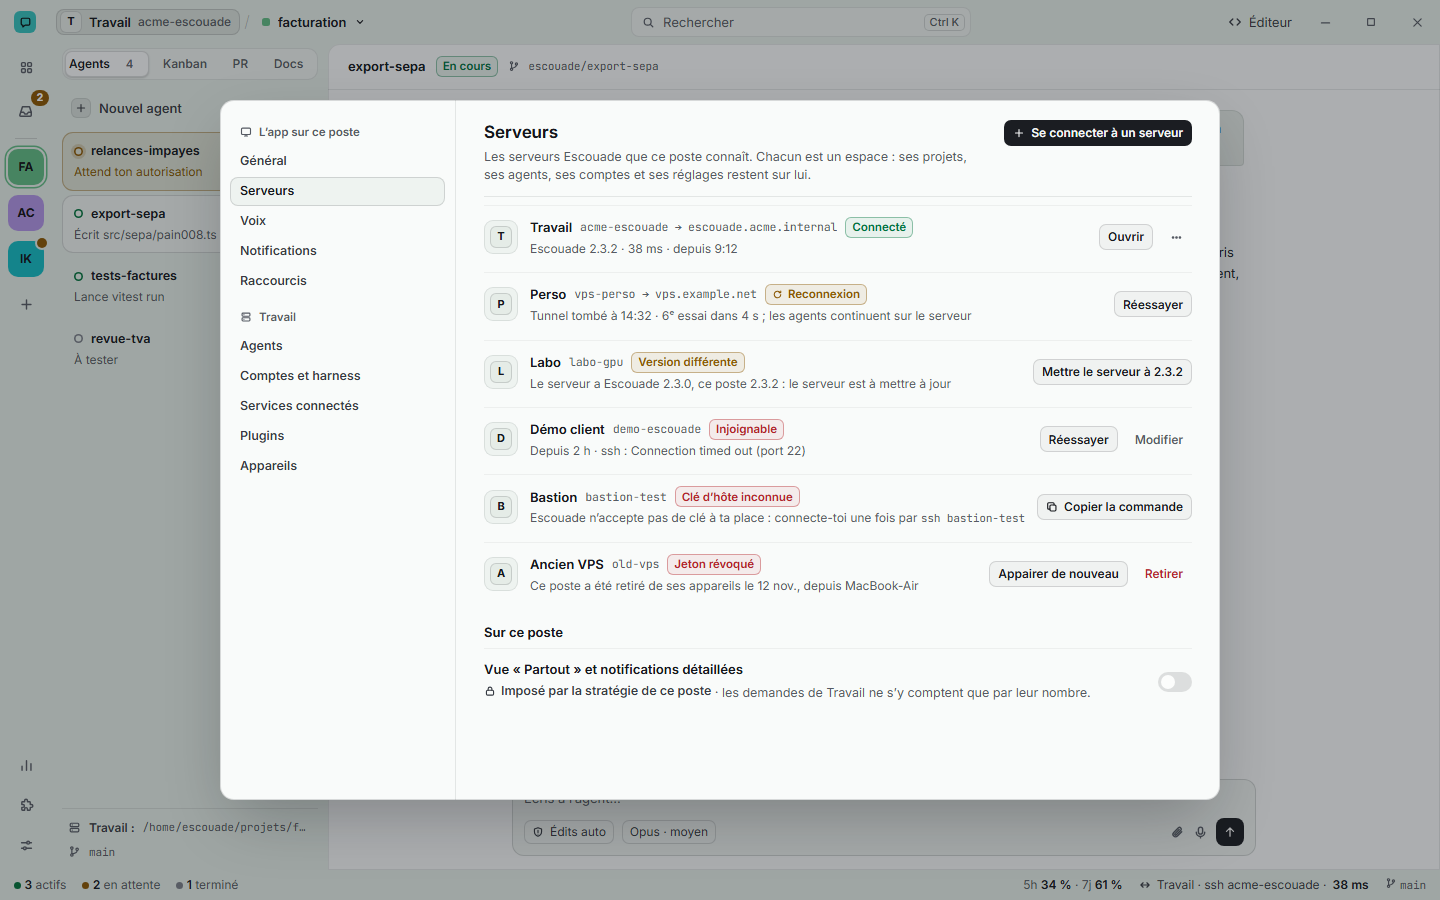 T Travail acme-escouade / facturation
Rechercher Ctrl K
Éditeur
Agents 4 Kanban PR Docs
export-sepa En cours escouade/export-sepa
2
Nouvel agent
FA
relances-impayes
Attend ton autorisation
AC
export-sepa
Écrit src/sepa/pain008.ts
IK
tests-factures
Lance vitest run
revue-tva
À tester
L'app sur ce poste
Général
Serveurs
Voix
Notifications
Raccourcis
Travail
Agents
Comptes et harness
Services connectés
Plugins
Appareils
Serveurs
Se connecter à un serveur
Les serveurs Escouade que ce poste connaît. Chacun est un espace : ses projets,
ses agents, ses comptes et ses réglages restent sur lui.
T Travail acme-escouade → escouade.acme.internal Connecté
Escouade 2.3.2 · 38 ms · depuis 9:12
Ouvrir
P Perso vps-perso → vps.example.net Reconnexion
Tunnel tombé à 14:32 · 6ᵉ essai dans 4 s ; les agents continuent sur le serveur
Réessayer
L Labo labo-gpu Version différente
Le serveur a Escouade 2.3.0, ce poste 2.3.2 : le serveur est à mettre à jour
Mettre le serveur à 2.3.2
D Démo client demo-escouade Injoignable
Depuis 2 h · ssh : Connection timed out (port 22)
Réessayer Modifier
B Bastion bastion-test Clé d'hôte inconnue
Escouade n'accepte pas de clé à ta place : connecte-toi une fois par ssh bastion-test
Copier la commande
A Ancien VPS old-vps Jeton révoqué
Ce poste a été retiré de ses appareils le 12 nov., depuis MacBook-Air
Appairer de nouveau Retirer
Sur ce poste
Vue « Partout » et notifications détaillées
Imposé par la stratégie de ce poste · les demandes de Travail ne s'y comptent que par leur nombre.
Édits auto Opus · moyen
Travail : /home/escouade/projets/f…
main
3 actifs 2 en attente 1 terminé
5h 34 % · 7j 61 % Travail · ssh acme-escouade · 38 ms main